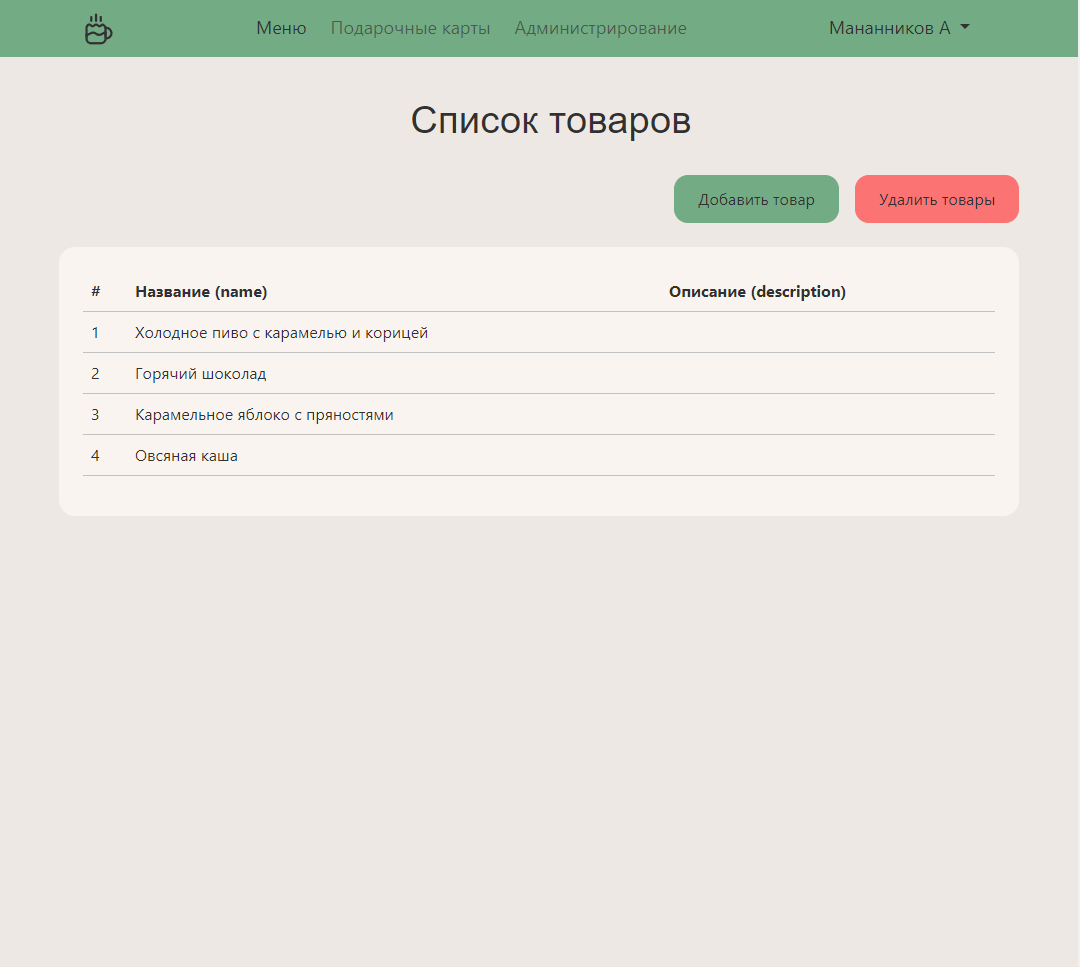 Меню Подарочные карты Администрирование Мананников А
Список товаров
Добавить товар Удалить товары
# Название (name) Описание (description)
1 Холодное пиво с карамелью и корицей
2 Горячий шоколад
3 Карамельное яблоко с пряностями
4 Овсяная каша